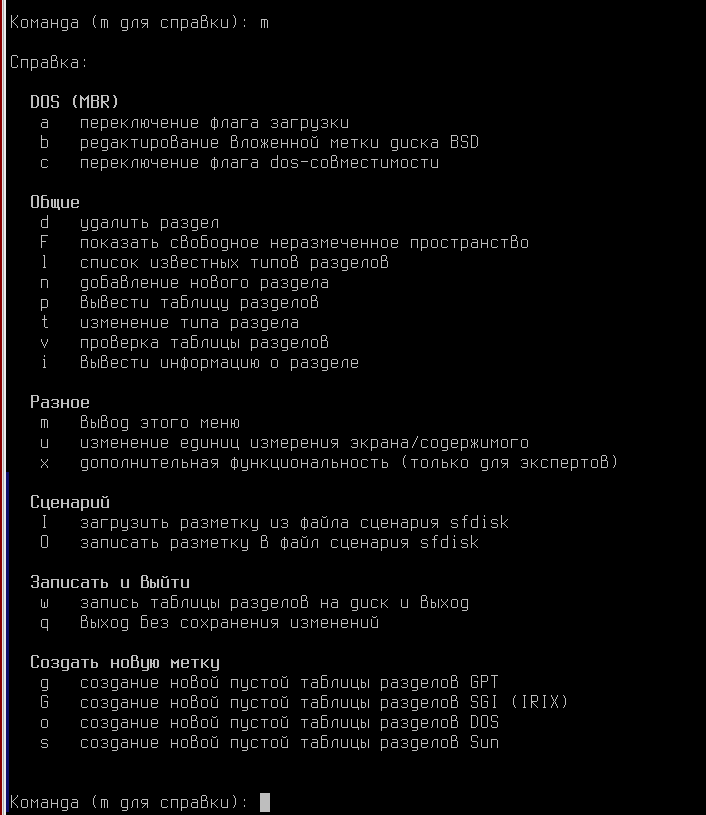 Команда (m для справки): m
Справка:
DOS (MBR)
a переключение флага загрузки
b редактирование вложенной метки диска BSD
c переключение флага dos-совместимости
Общие
d удалить раздел
F показать свободное неразмеченное пространство
l список известных типов разделов
n добавление нового раздела
p вывести таблицу разделов
t изменение типа раздела
v проверка таблицы разделов
i вывести информацию о разделе
Разное
m вывод этого меню
u изменение единиц измерения экрана/содержимого
x дополнительная функциональность (только для экспертов)
Сценарий
I загрузить разметку из файла сценария sfdisk
O записать разметку в файл сценария sfdisk
Записать и выйти
w запись таблицы разделов на диск и выход
q выход без сохранения изменений
Создать новую метку
g создание новой пустой таблицы разделов GPT
G создание новой пустой таблицы разделов SGI (IRIX)
o создание новой пустой таблицы разделов DOS
s создание новой пустой таблицы разделов Sun
Команда (m для справки):